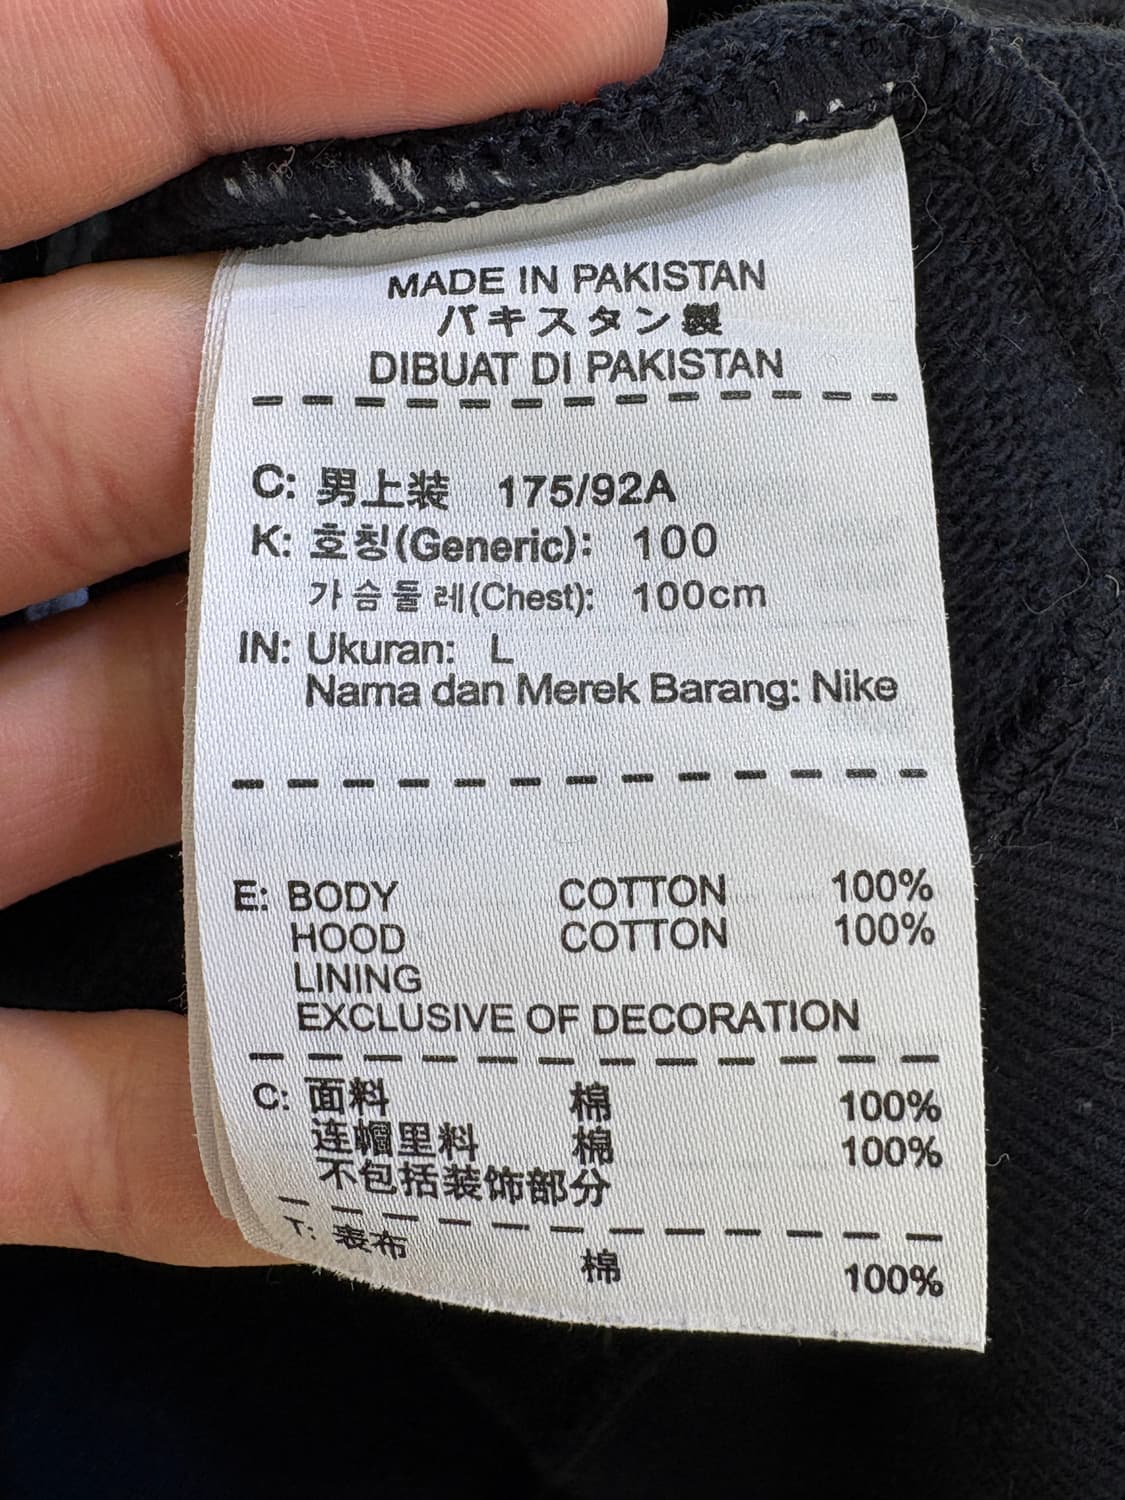 MADE IN PAKISTAN
パキスタン製
DIBUAT DI PAKISTAN
C: 男上装 175/92A
K: 호칭(Generic): 100
가슴둘레(Chest): 100cm
IN: Ukuran: L
Nama dan Merek Barang: Nike
E: BODY COTTON 100%
HOOD COTTON 100%
LINING
EXCLUSIVE OF DECORATION
C: 面料 棉 100%
连帽里料 棉 100%
不包括装饰部分
T: 表布 棉 100%